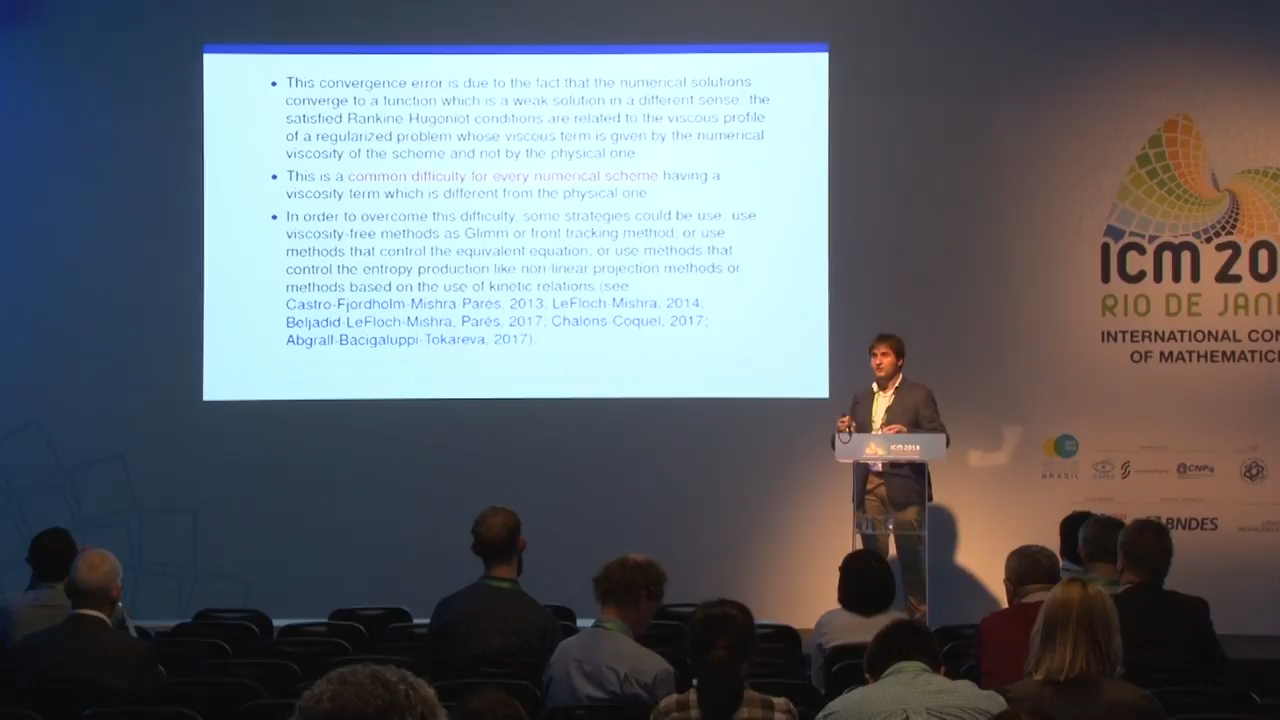 This convergence error is due to the fact that the numerical solutions
converge to a function which is a weak solution in a different sense: the
satisfied Rankine-Hugoniot conditions are related to the viscous profile
of a regularized problem whose viscous term is given by the numerical
viscosity of the scheme and not by the physical one
This is a common difficulty for every numerical scheme having a
viscosity term which is different from the physical one
In order to overcome this difficulty, some strategies could be use: use
viscosity-free methods as Glimm or front tracking method; or use
methods that control the equivalent equation; or use methods that
control the entropy production like non-linear projection methods or
methods based on the use of kinetic relations (see
Castro-Fjordholm-Mishra-Parés, 2013; LeFloch-Mishra, 2014;
Beljadid-LeFloch-Mishra, Parés, 2017; Chalons-Coquel, 2017;
Abgrall-Bacigaluppi-Tokareva, 2017).
ICM 20
RIO DE JAN
INTERNATIONAL CON
OF MATHEMATIC
ICM 2018
BRASIL
CAPES
CNPq
BNDES